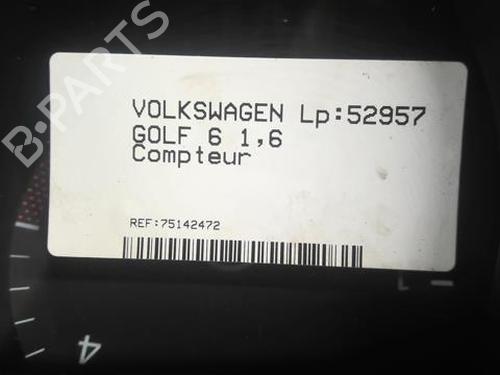 B-PARTS
VOLKSWAGEN Lp:52957
GOLF 6 1,6
Compteur
REF:75142472
4